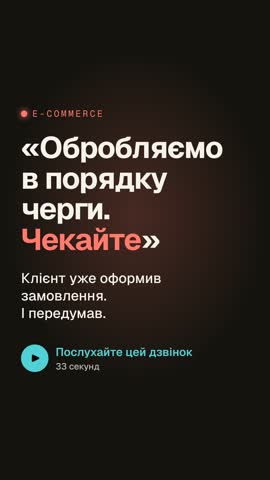 E-COMMERCE
«Обробляємо
в порядку
черги.
Чекайте»
Клієнт уже оформив
замовлення.
І передумав.
Послухайте цей дзвінок
33 секунд